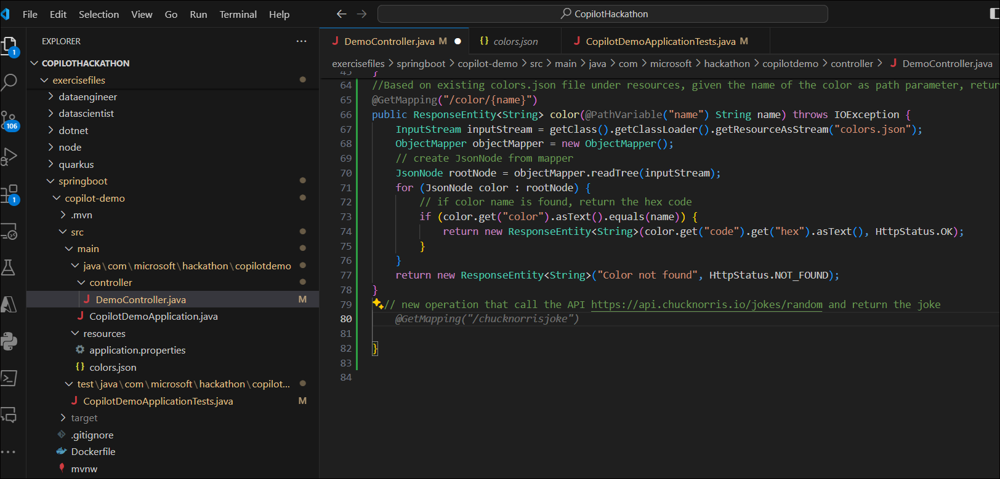 File Edit Selection View Go Run Terminal Help
CopilotHackathon
EXPLORER
DemoController.java M
colors.json
CopilotDemoApplicationTests.java M
exercisefiles > springboot > copilot-demo > src > main > java > com > microsoft > hackathon > copilotdemo > controller > DemoController.java
1
106
1
COPILOTHACKATHON
exercisefiles
dataengineer
datascientist
dotnet
node
quarkus
springboot
copilot-demo
.mvn
src
main
java\com\microsoft\hackathon\copilotdemo
controller
DemoController.java M
CopilotDemoApplication.java
resources
application.properties
colors.json
test\java\com\microsoft\hackathon\copilot...
CopilotDemoApplicationTests.java M
target
.gitignore
Dockerfile
mvnw
}
64 //Based on existing colors.json file under resources, given the name of the color as path parameter, retur
65 @GetMapping("/color/{name}")
66 public ResponseEntity<String> color(@PathVariable("name") String name) throws IOException {
67 InputStream inputStream = getClass().getClassLoader().getResourceAsStream("colors.json");
68 ObjectMapper objectMapper = new ObjectMapper();
69 // create JsonNode from mapper
70 JsonNode rootNode = objectMapper.readTree(inputStream);
71 for (JsonNode color : rootNode) {
72 // if color name is found, return the hex code
73 if (color.get("color").asText().equals(name)) {
74 return new ResponseEntity<String>(color.get("code").get("hex").asText(), HttpStatus.OK);
75 }
76 }
77 return new ResponseEntity<String>("Color not found", HttpStatus.NOT_FOUND);
78 }
79 // new operation that call the API https://api.chucknorris.io/jokes/random and return the joke
80 @GetMapping("/chucknorrisjoke")
81
82 }
83
84